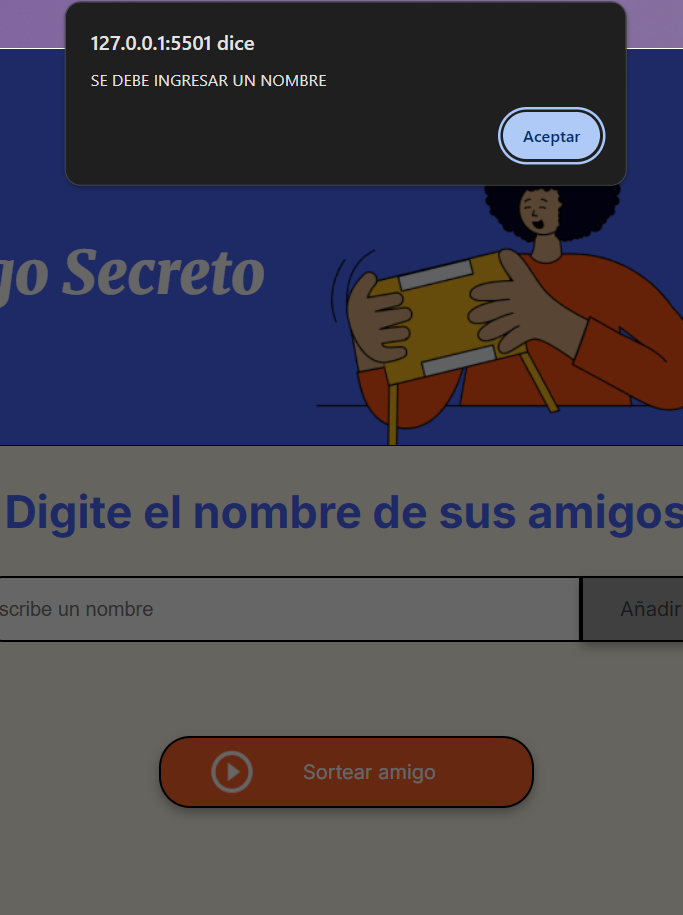 127.0.0.1:5501 dice
SE DEBE INGRESAR UN NOMBRE
Aceptar
go Secreto
Digite el nombre de sus amigos
scribe un nombre
Añadir
Sortear amigo